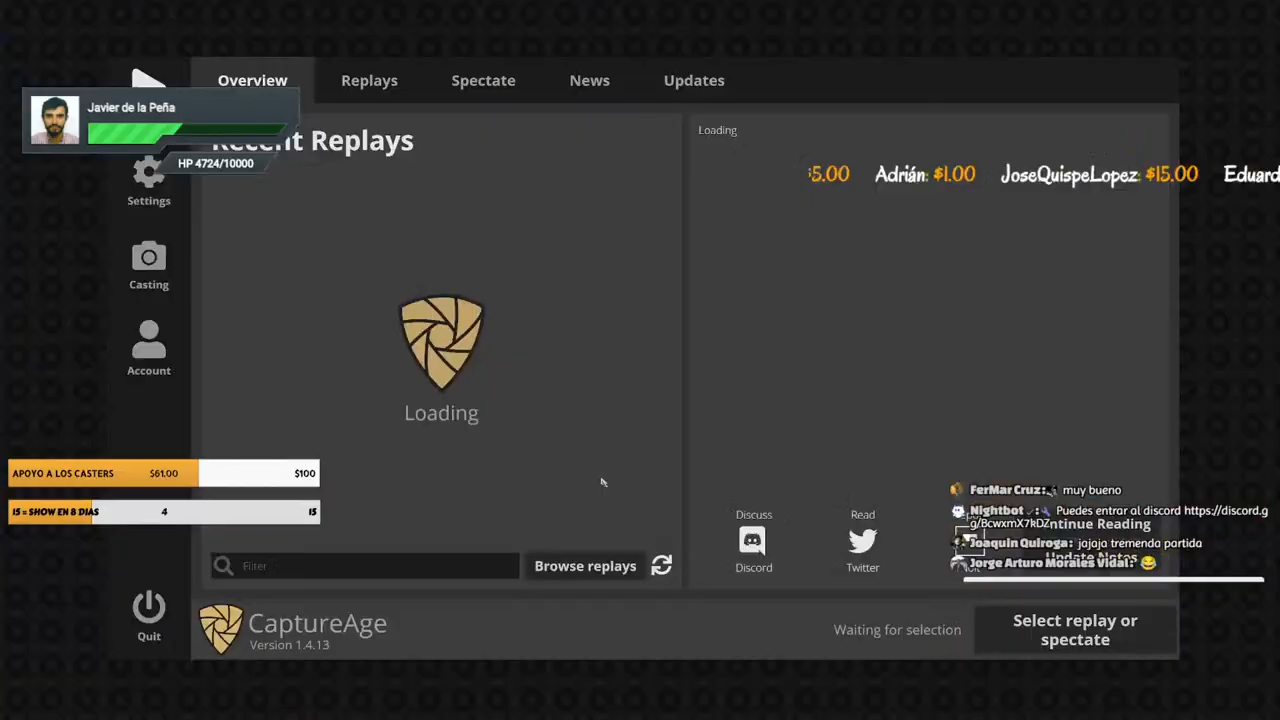 Overview
Replays
Spectate
News
Updates
Javier de la Peña
HP 4724/10000
Recent Replays
Loading
5.00 Adrián: $1.00 JoseQuispeLopez: $15.00 Eduard
Settings
Casting
Account
Loading
APOYO A LOS CASTERS $61.00 $100
15 = SHOW EN 8 DIAS 4 15
FerMar Cruz: muy bueno
Nightbot : Puedes entrar al discord https://discord.g
g/BcwxmX7kDZ
Continue Reading
Joaquin Quiroga: jajaja tremenda partida
Update Notes
Jorge Arturo Morales Vidal: 😂
Discuss
Discord
Read
Twitter
Filter
Browse replays
Quit
CaptureAge
Version 1.4.13
Waiting for selection
Select replay or
spectate